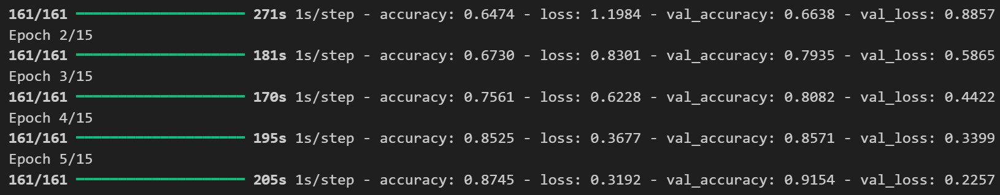 161/161 ━━━━━━━━━━━━━━━━━━━━ 271s 1s/step - accuracy: 0.6474 - loss: 1.1984 - val_accuracy: 0.6638 - val_loss: 0.8857
Epoch 2/15
161/161 ━━━━━━━━━━━━━━━━━━━━ 181s 1s/step - accuracy: 0.6730 - loss: 0.8301 - val_accuracy: 0.7935 - val_loss: 0.5865
Epoch 3/15
161/161 ━━━━━━━━━━━━━━━━━━━━ 170s 1s/step - accuracy: 0.7561 - loss: 0.6228 - val_accuracy: 0.8082 - val_loss: 0.4422
Epoch 4/15
161/161 ━━━━━━━━━━━━━━━━━━━━ 195s 1s/step - accuracy: 0.8525 - loss: 0.3677 - val_accuracy: 0.8571 - val_loss: 0.3399
Epoch 5/15
161/161 ━━━━━━━━━━━━━━━━━━━━ 205s 1s/step - accuracy: 0.8745 - loss: 0.3192 - val_accuracy: 0.9154 - val_loss: 0.2257